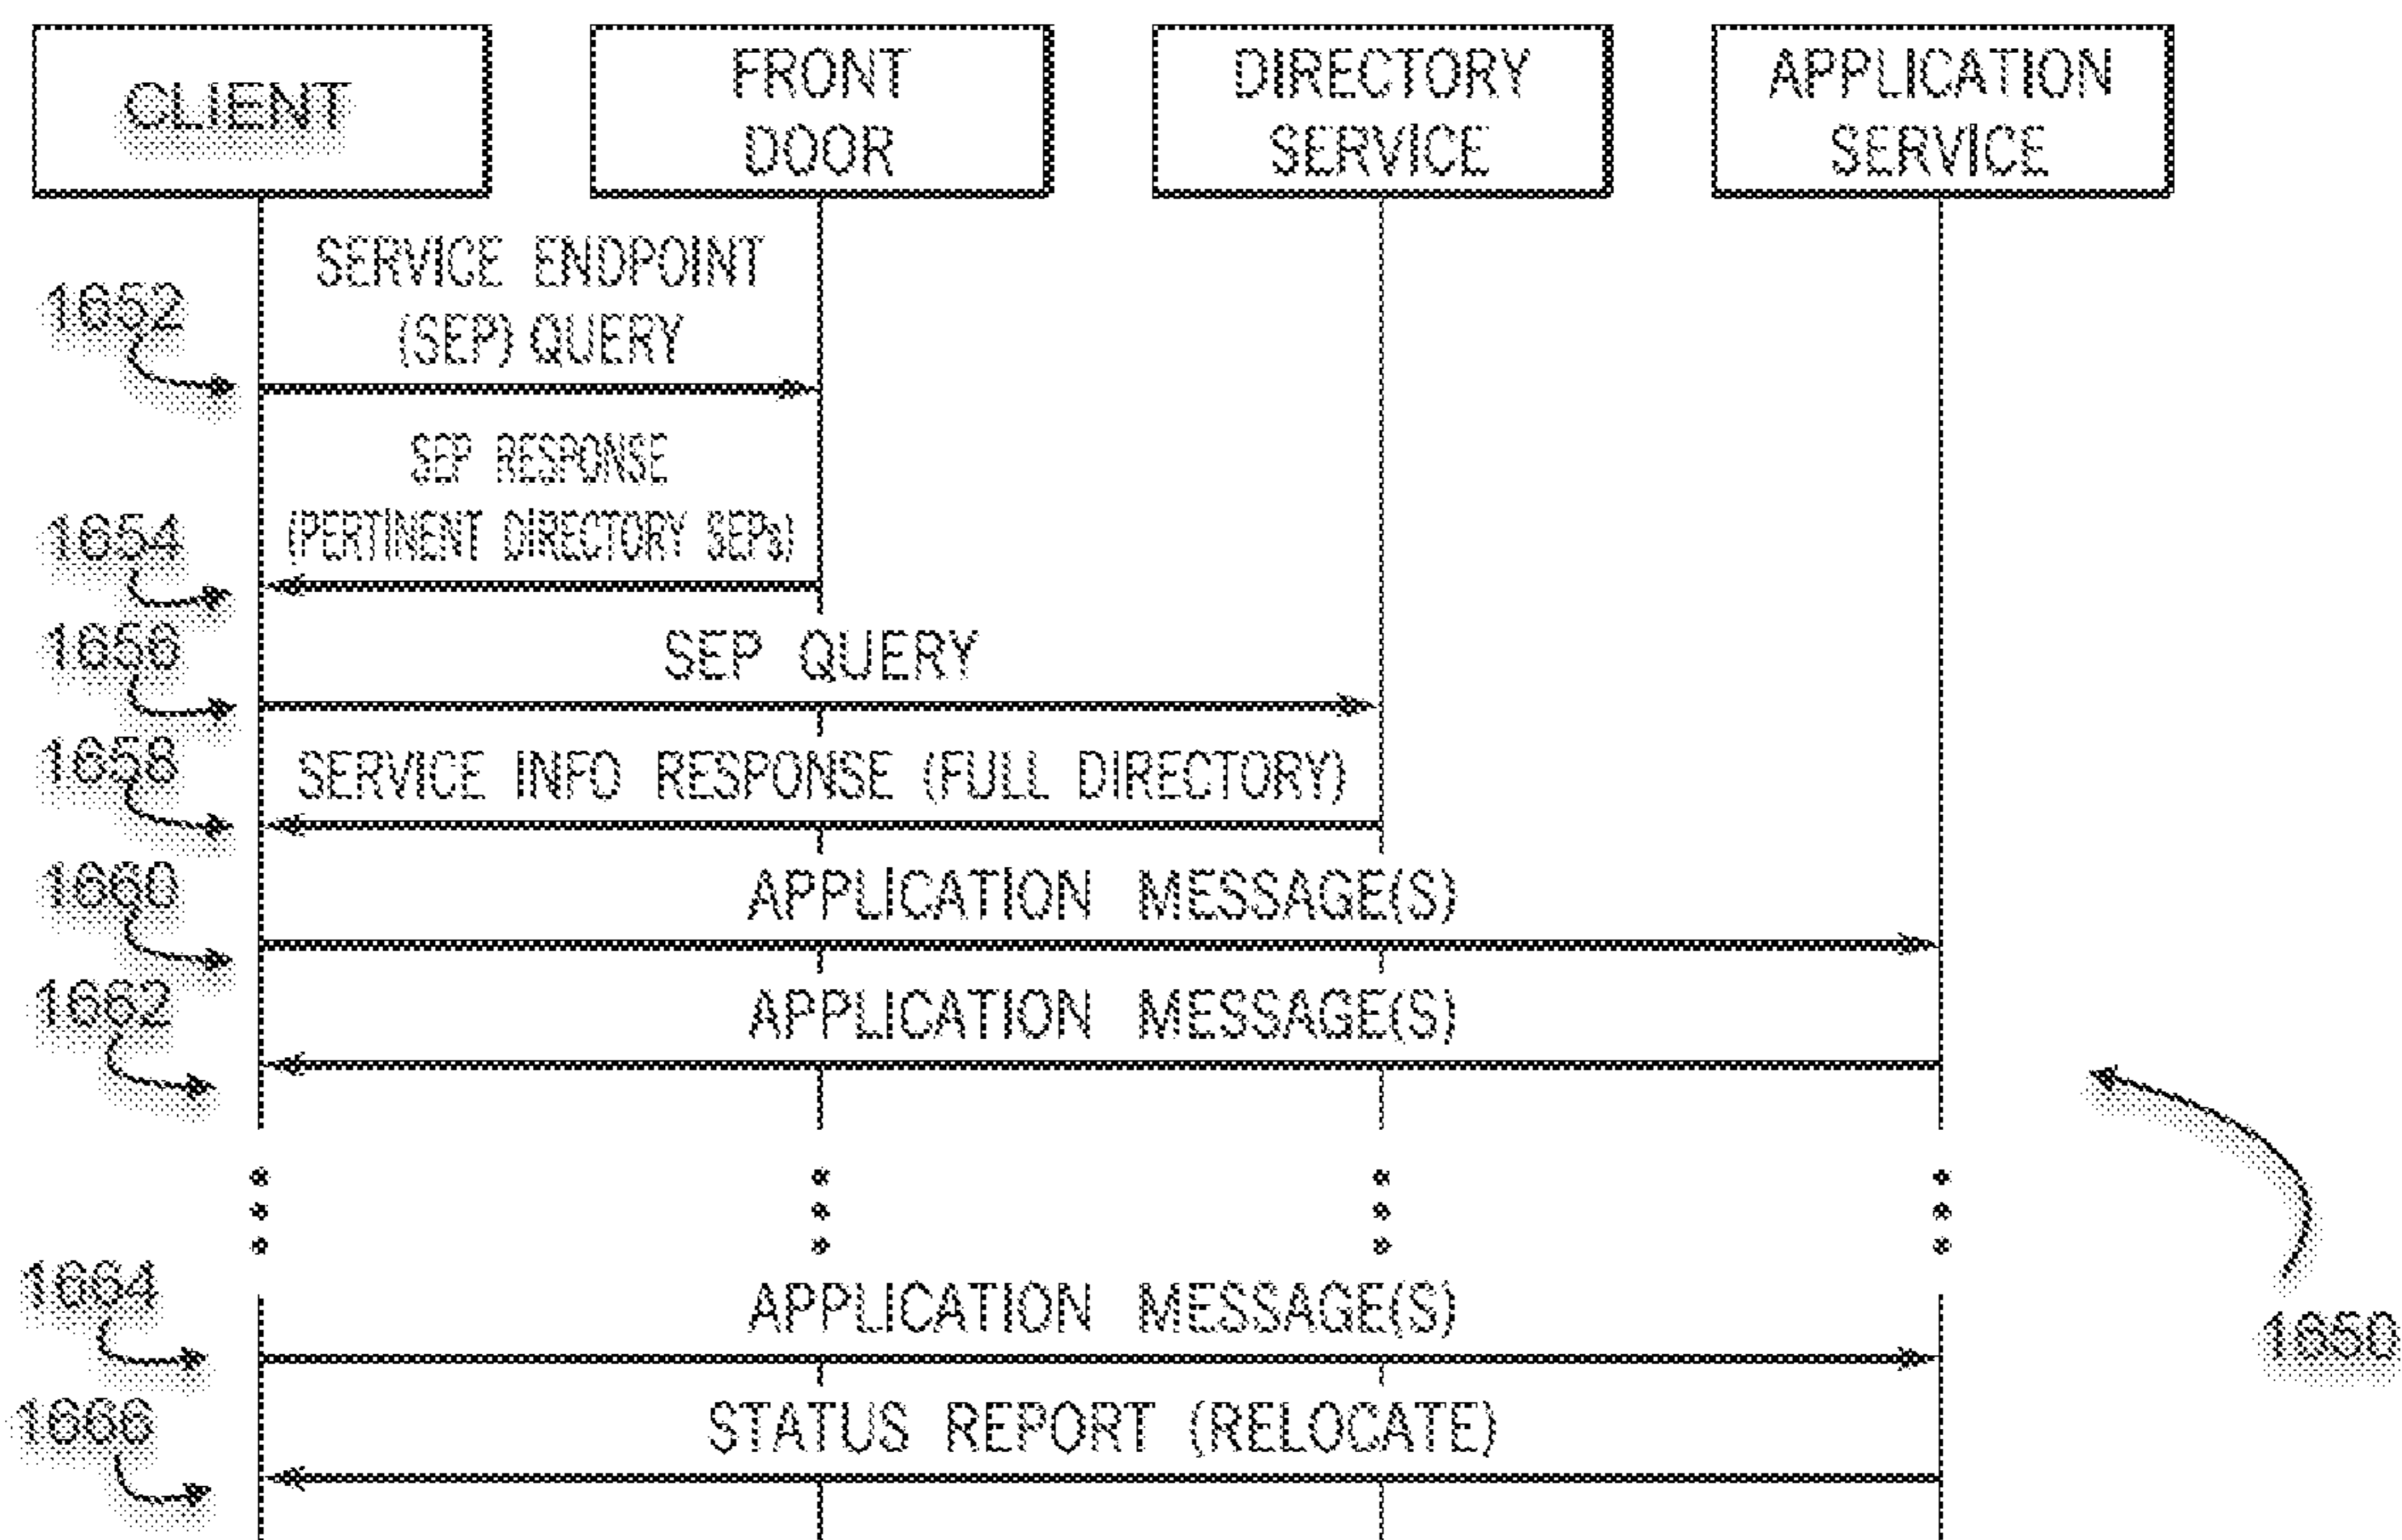 CLIENT
FRONT
DOOR
DIRECTORY
SERVICE
APPLICATION
SERVICE
SERVICE ENDPOINT
(SEP) QUERY
1652
SEP RESPONSE
(PERTINENT DIRECTORY SEPs)
1654
SEP QUERY
1656
SERVICE INFO RESPONSE (FULL DIRECTORY)
1658
APPLICATION MESSAGE(S)
1660
APPLICATION MESSAGE(S)
1662
APPLICATION MESSAGE(S)
1664
1650
STATUS REPORT (RELOCATE)
1666